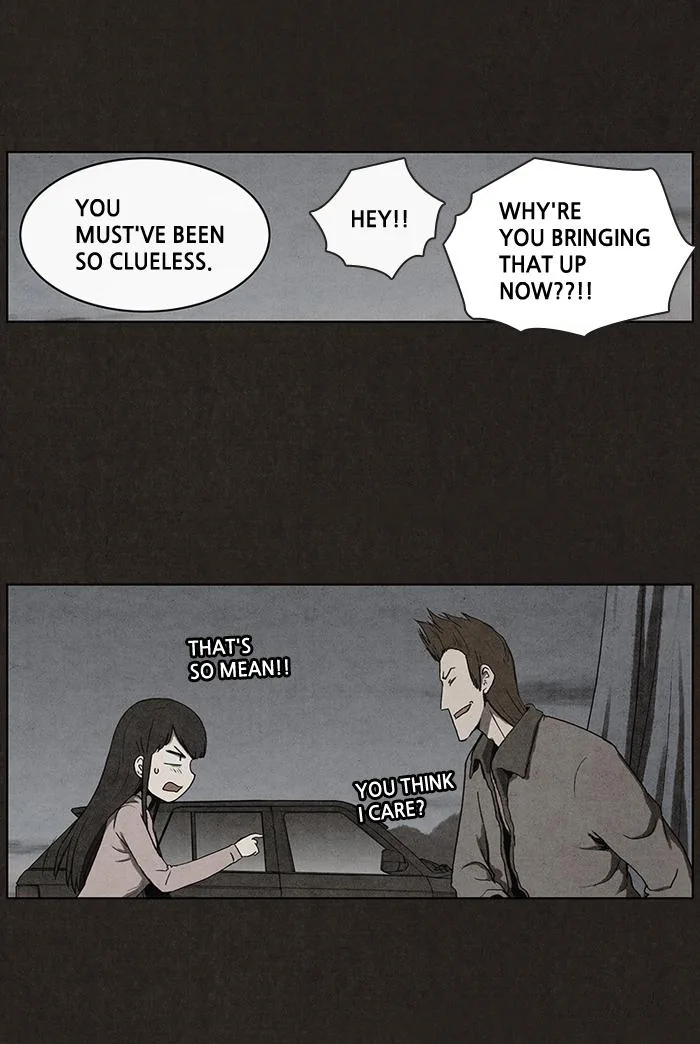 YOU
MUST'VE BEEN
SO CLUELESS.
HEY!!
WHY'RE
YOU BRINGING
THAT UP
NOW??!!
THAT'S
SO MEAN!!
YOU THINK
I CARE?